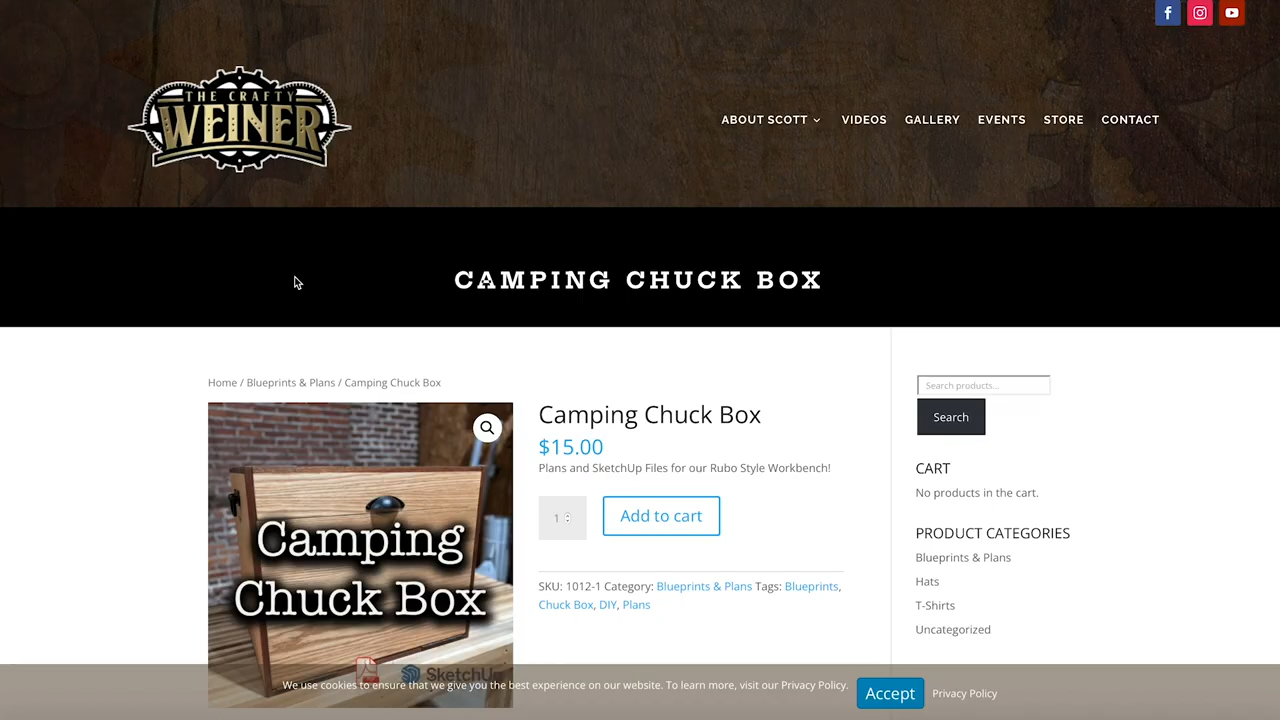 THE CRAFTY
WEINER
ABOUT SCOTT
VIDEOS
GALLERY
EVENTS
STORE
CONTACT
CAMPING CHUCK BOX
Home / Blueprints & Plans / Camping Chuck Box
Camping
Chuck Box
SketchUp
Camping Chuck Box
$15.00
Plans and SketchUp Files for our Rubo Style Workbench!
1
Add to cart
SKU: 1012-1 Category: Blueprints & Plans Tags: Blueprints,
Chuck Box, DIY, Plans
Search products...
Search
CART
No products in the cart.
PRODUCT CATEGORIES
Blueprints & Plans
Hats
T-Shirts
Uncategorized
We use cookies to ensure that we give you the best experience on our website. To learn more, visit our Privacy Policy.
Accept
Privacy Policy